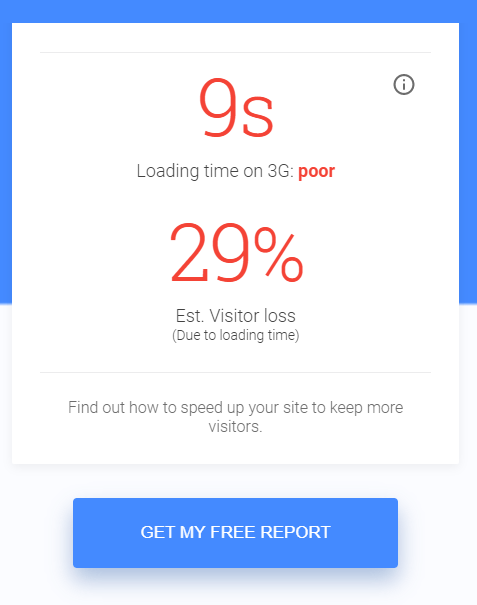 9s
Loading time on 3G: poor
29%
Est. Visitor loss
(Due to loading time)
Find out how to speed up your site to keep more
visitors.
GET MY FREE REPORT